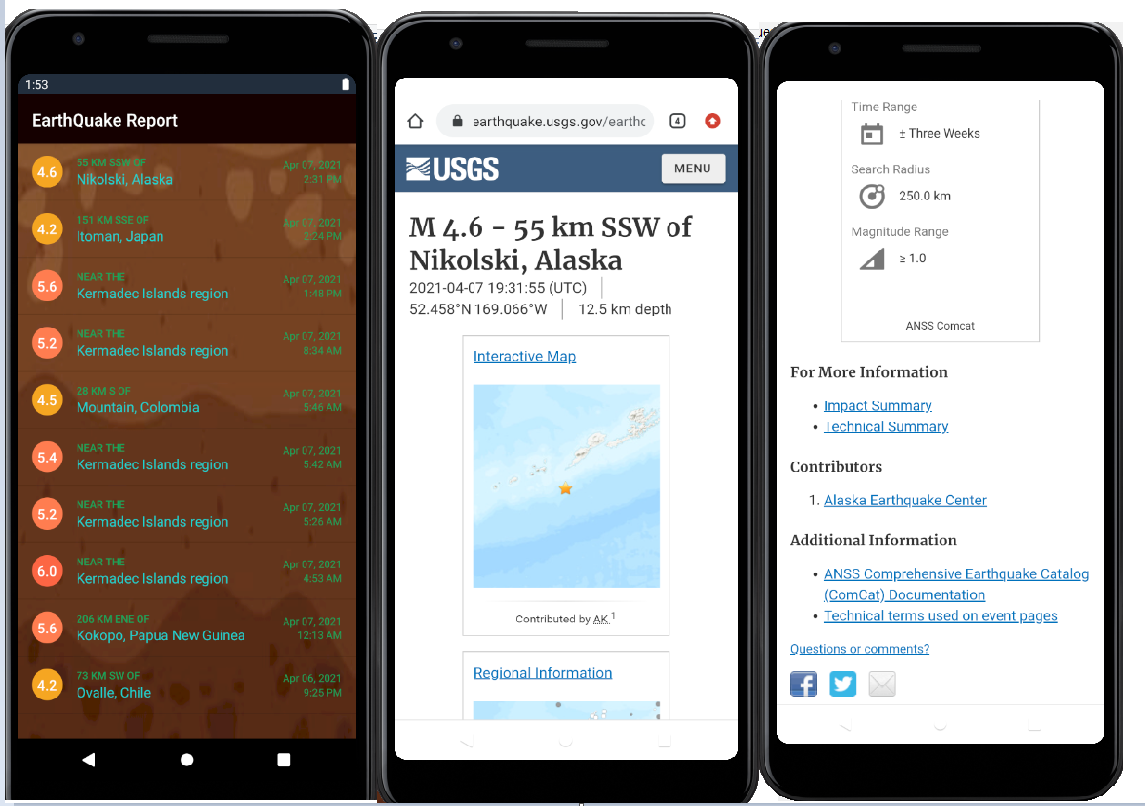 1:53
EarthQuake Report
4.6
55 KM SSW OF
Nikolski, Alaska
Apr 07, 2021
2:31 PM
4.2
151 KM SSE OF
Itoman, Japan
Apr 07, 2021
2:24 PM
5.6
NEAR THE
Kermadec Islands region
Apr 07, 2021
1:48 PM
5.2
NEAR THE
Kermadec Islands region
Apr 07, 2021
8:34 AM
4.5
28 KM S OF
Mountain, Colombia
Apr 07, 2021
5:46 AM
5.4
NEAR THE
Kermadec Islands region
Apr 07, 2021
5:42 AM
5.2
NEAR THE
Kermadec Islands region
Apr 07, 2021
5:26 AM
6.0
NEAR THE
Kermadec Islands region
Apr 07, 2021
4:53 AM
5.6
206 KM ENE OF
Kokopo, Papua New Guinea
Apr 07, 2021
12:13 AM
4.2
73 KM SW OF
Ovalle, Chile
Apr 06, 2021
9:25 PM
earthquake.usgs.gov/earthc
4
USGS
MENU
M 4.6 - 55 km SSW of
Nikolski, Alaska
2021-04-07 19:31:55 (UTC)
52.458°N 169.066°W
12.5 km depth
Interactive Map
Contributed by AK 1
Regional Information
Time Range
± Three Weeks
Search Radius
250.0 km
Magnitude Range
≥ 1.0
ANSS Comcat
For More Information
• Impact Summary
• Technical Summary
Contributors
1. Alaska Earthquake Center
Additional Information
• ANSS Comprehensive Earthquake Catalog
(ComCat) Documentation
• Technical terms used on event pages
Questions or comments?